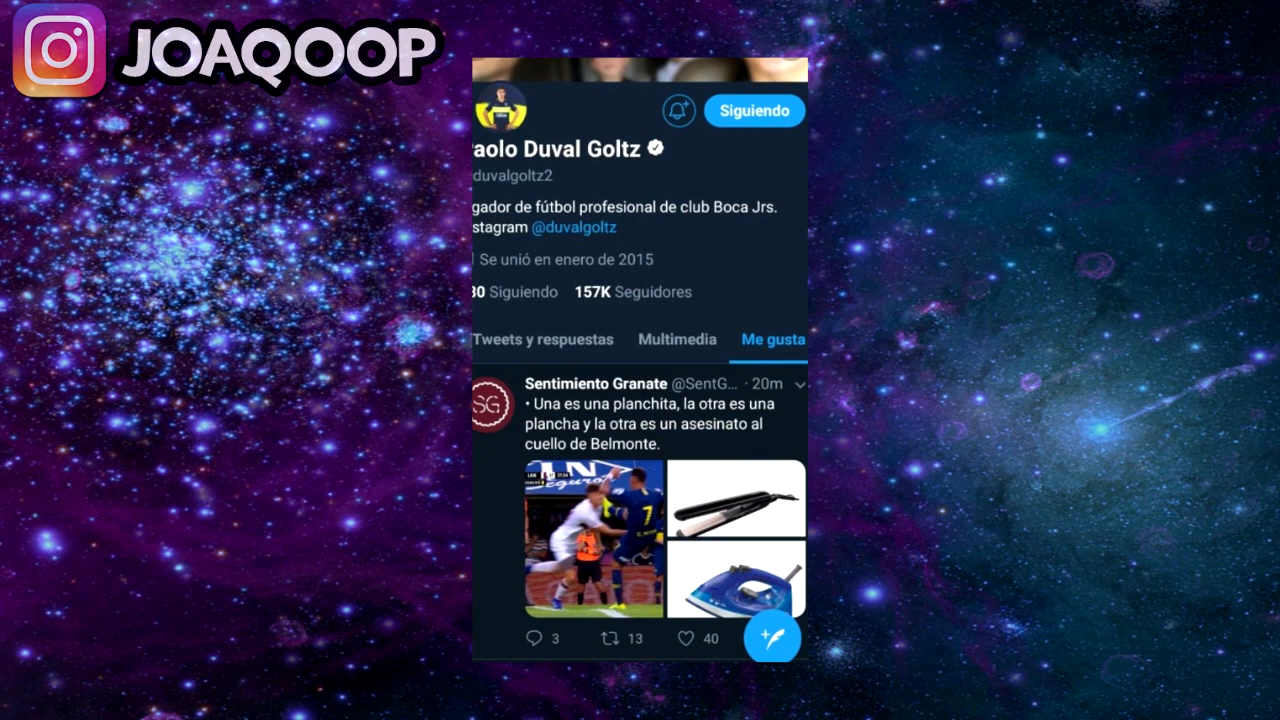 JOAQOOP
Siguiendo
aolo Duval Goltz
duvalgoltz2
gador de fútbol profesional de club Boca Jrs.
stagram @duvalgoltz
Se unió en enero de 2015
30 Siguiendo 157K Seguidores
Tweets y respuestas Multimedia Me gusta
Sentimiento Granate @SentG... · 20m
SG
• Una es una planchita, la otra es una
plancha y la otra es un asesinato al
cuello de Belmonte.
7
3 13 40